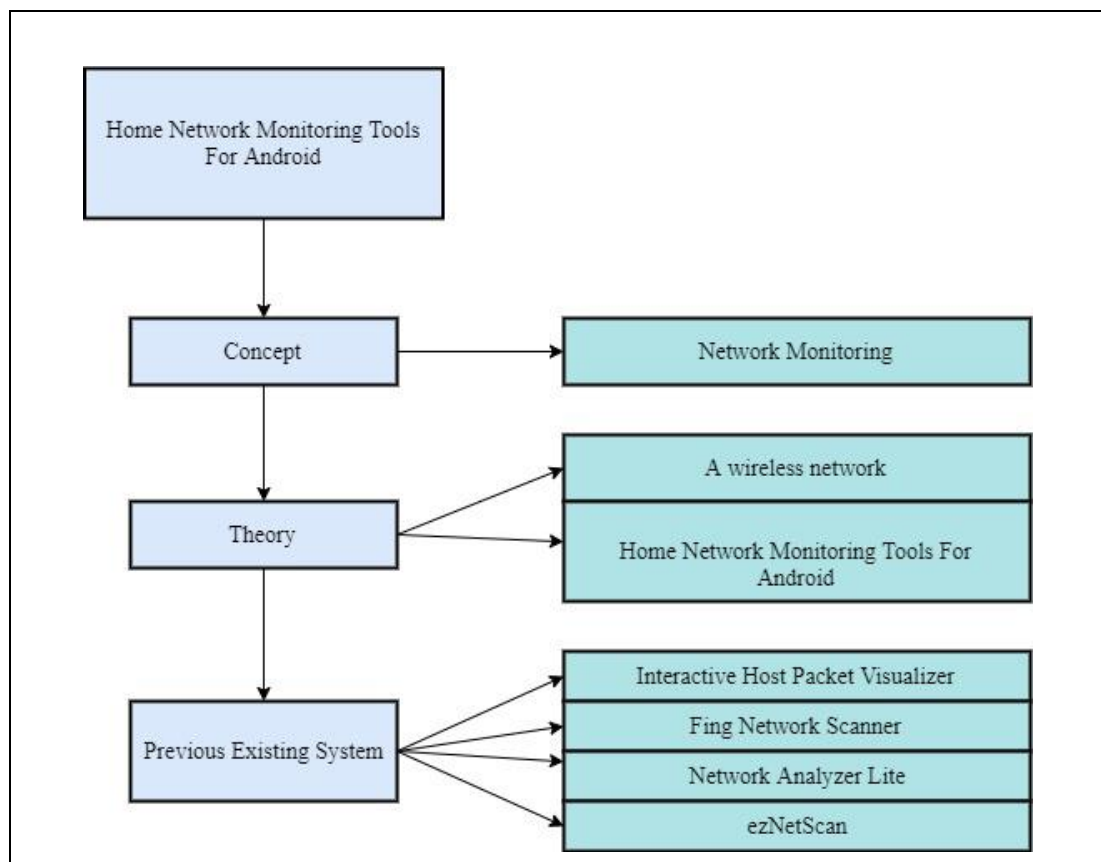 Home Network Monitoring Tools
For Android
Concept
Network Monitoring
Theory
A wireless network
Home Network Monitoring Tools For
Android
Previous Existing System
Interactive Host Packet Visualizer
Fing Network Scanner
Network Analyzer Lite
ezNetScan